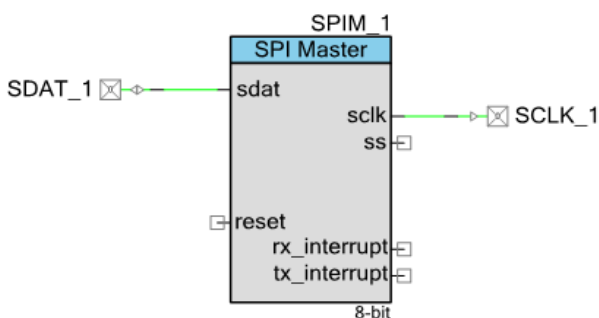 SPIM_1
SPI Master
SDAT_1
sdat
sclk
SCLK_1
ss
reset
rx_interrupt
tx_interrupt
8-bit